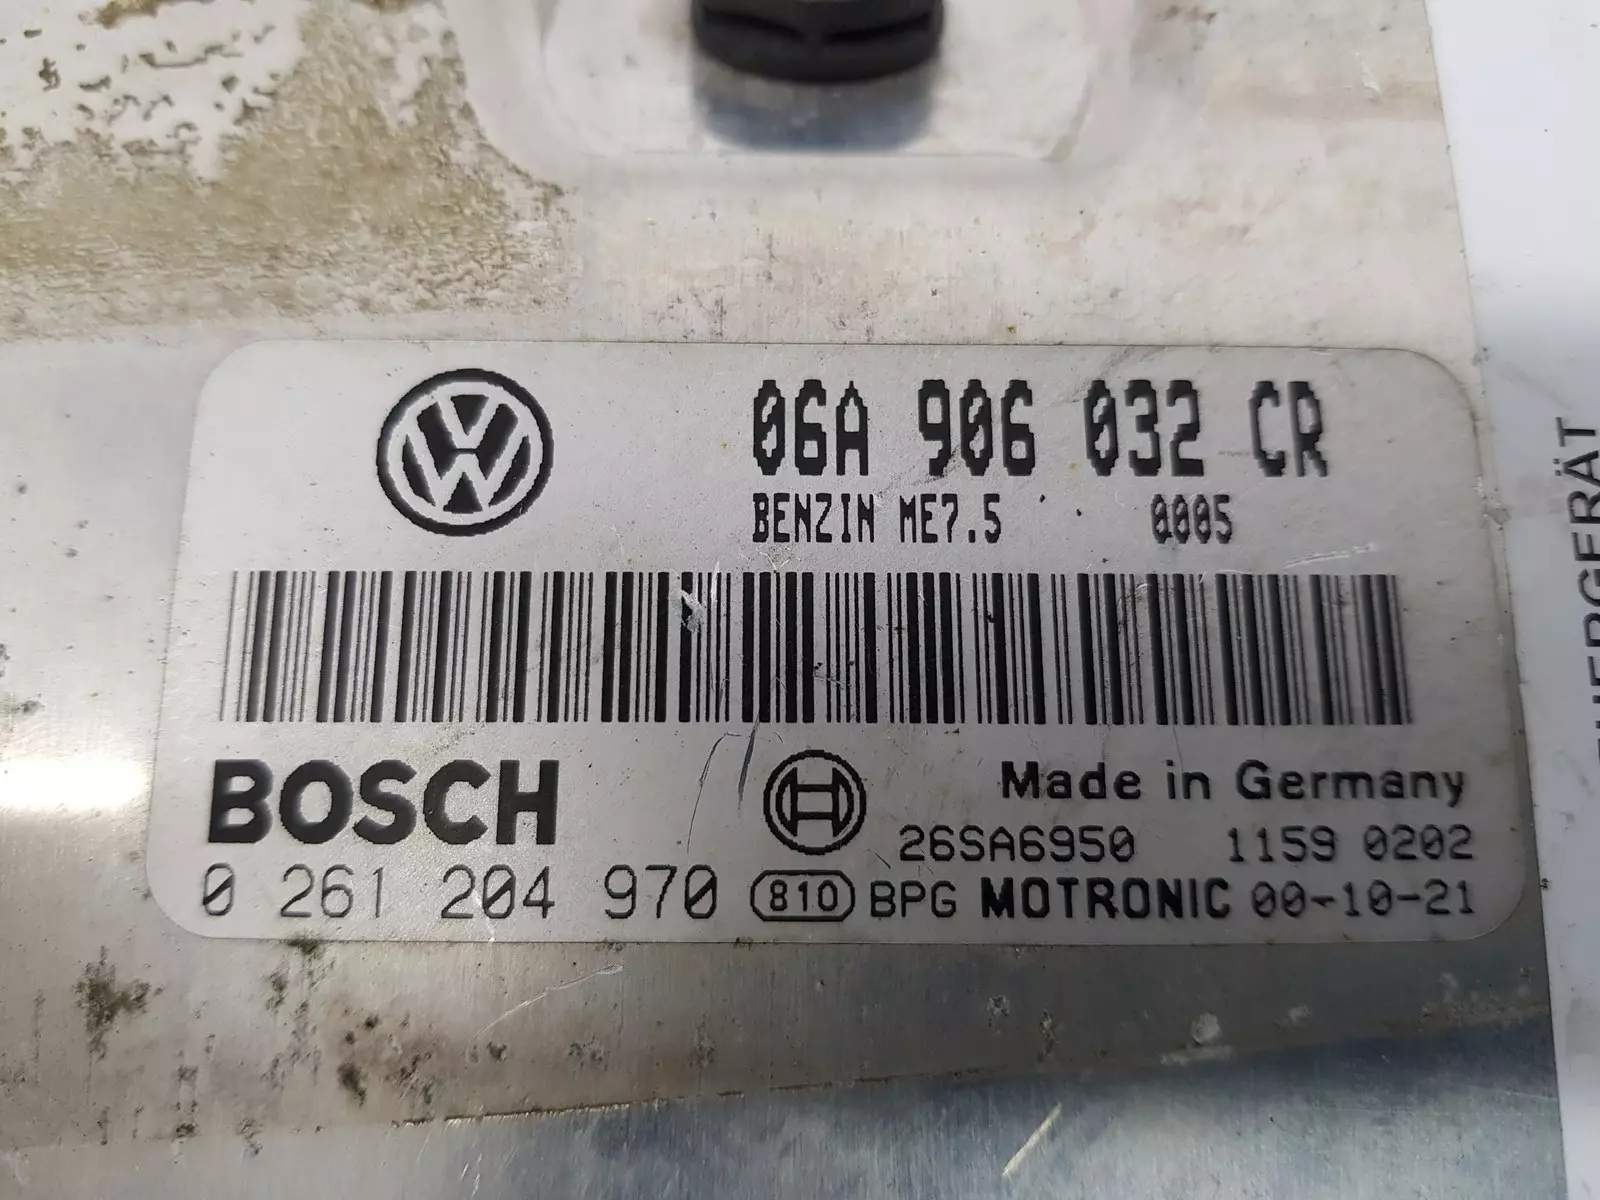 06A 906 032 CR
BENZIN ME7.5 0005
BOSCH
Made in Germany
26SA6950 1159 0202
0 261 204 970 810 BPG MOTRONIC 00-10-21